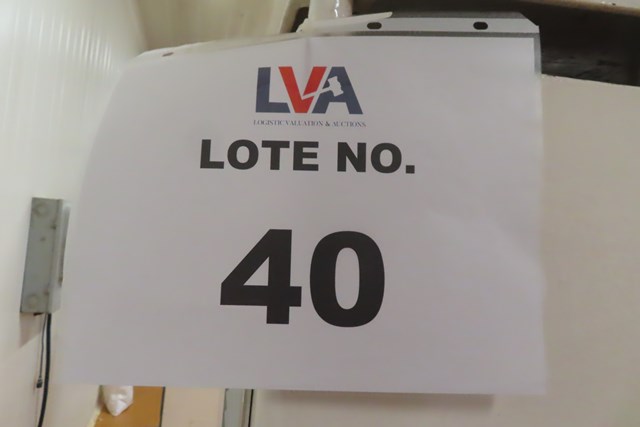 LVA
LOGISTIC VALUATION & AUCTIONS
LOTE NO.
40